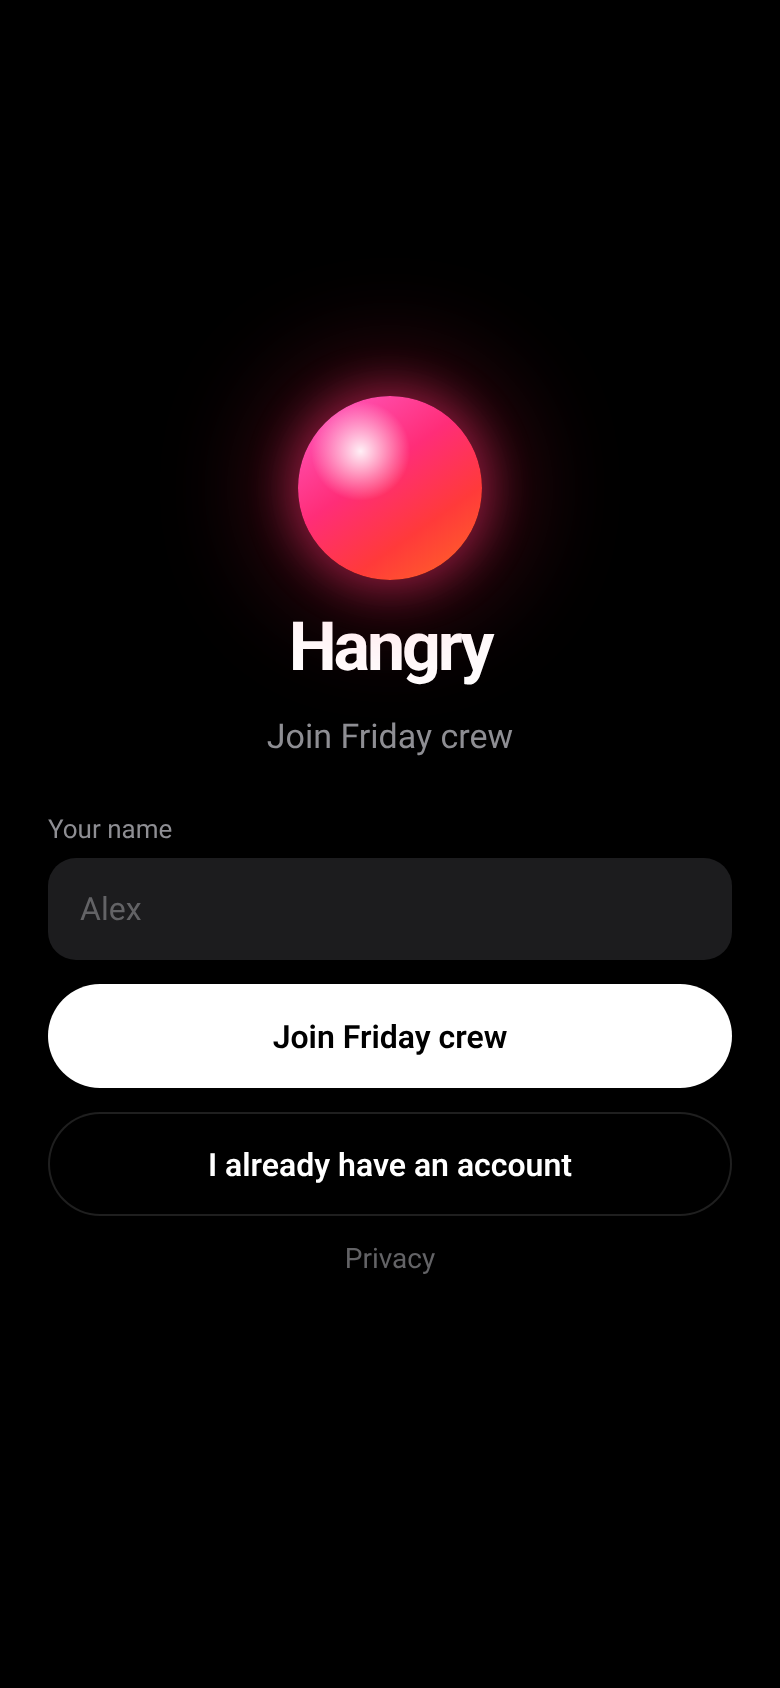 Hangry
Join Friday crew
Your name
Alex
Join Friday crew
I already have an account
Privacy